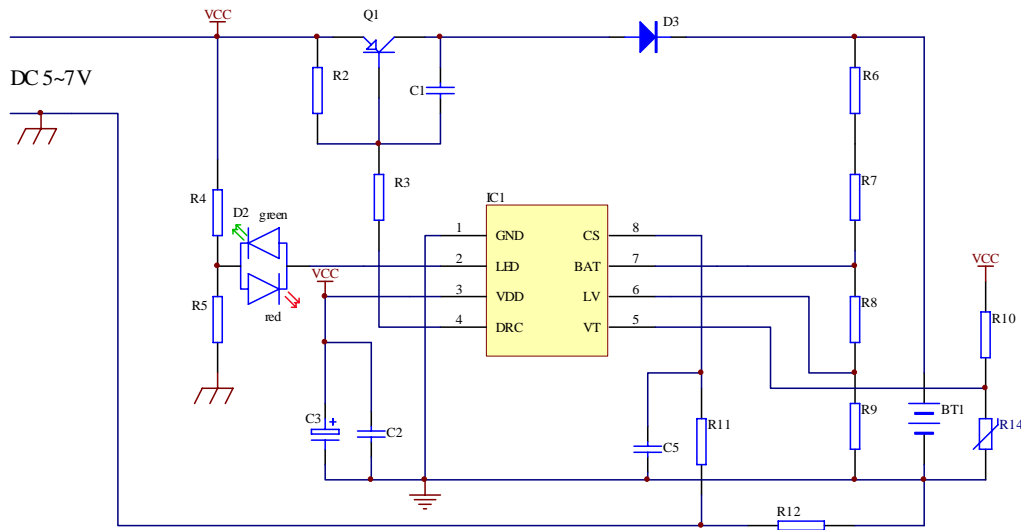 VCC
Q1
D3
DC 5~7V
R2
C1
R6
R3
R7
R4
D2
green
IC1
1
GND
CS
8
2
LED
BAT
7
VCC
VCC
3
VDD
LV
6
R5
R8
R10
red
4
DRC
VT
5
C3
+
C2
C5
R11
R9
BT1
R14
R12